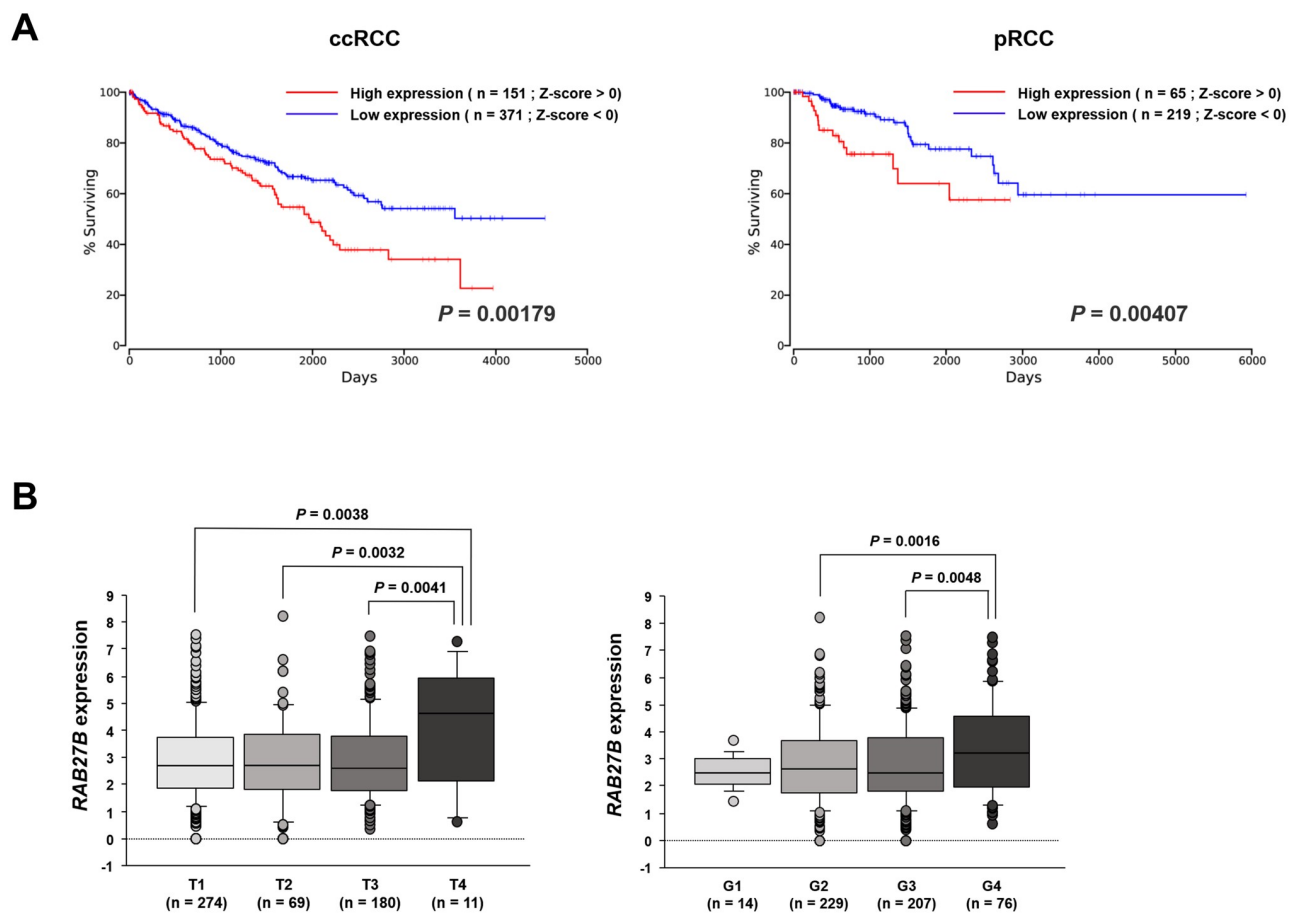 A
ccRCC
100
80
60
40
20
0
% Surviving
High expression ( n = 151 ; Z-score > 0)
Low expression ( n = 371 ; Z-score < 0)
P = 0.00179
0 1000 2000 3000 4000 5000
Days
pRCC
100
80
60
40
20
0
% Surviving
High expression ( n = 65 ; Z-score > 0)
Low expression ( n = 219 ; Z-score < 0)
P = 0.00407
0 1000 2000 3000 4000 5000 6000
Days
B
P = 0.0038
P = 0.0032
P = 0.0041
9
8
7
6
5
4
3
2
1
0
-1
RAB27B expression
T1 T2 T3 T4
(n = 274) (n = 69) (n = 180) (n = 11)
P = 0.0016
P = 0.0048
9
8
7
6
5
4
3
2
1
0
-1
RAB27B expression
G1 G2 G3 G4
(n = 14) (n = 229) (n = 207) (n = 76)